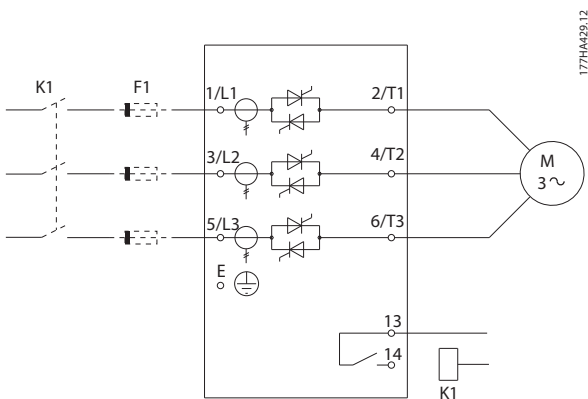 177HA429.12
K1
F1
1/L1
2/T1
3/L2
4/T2
M
3~
5/L3
6/T3
E
13
14
K1